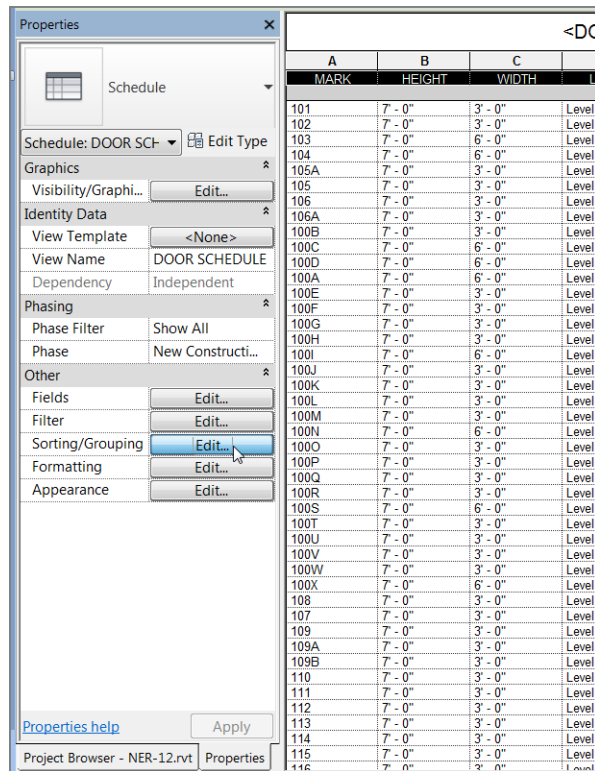 Properties
Schedule
Schedule: DOOR SCH
Edit Type
Graphics
Visibility/Graphi... Edit...
Identity Data
View Template <None>
View Name DOOR SCHEDULE
Dependency Independent
Phasing
Phase Filter Show All
Phase New Constructi...
Other
Fields Edit...
Filter Edit...
Sorting/Grouping Edit...
Formatting Edit...
Appearance Edit...
Properties help Apply
Project Browser - NER-12.rvt Properties
<DO
A B C
MARK HEIGHT WIDTH L
101 7' - 0" 3' - 0" Level
102 7' - 0" 3' - 0" Level
103 7' - 0" 6' - 0" Level
104 7' - 0" 6' - 0" Level
105A 7' - 0" 3' - 0" Level
105 7' - 0" 3' - 0" Level
106 7' - 0" 3' - 0" Level
106A 7' - 0" 3' - 0" Level
100B 7' - 0" 3' - 0" Level
100C 7' - 0" 6' - 0" Level
100D 7' - 0" 6' - 0" Level
100A 7' - 0" 6' - 0" Level
100E 7' - 0" 3' - 0" Level
100F 7' - 0" 3' - 0" Level
100G 7' - 0" 3' - 0" Level
100H 7' - 0" 3' - 0" Level
100I 7' - 0" 6' - 0" Level
100J 7' - 0" 3' - 0" Level
100K 7' - 0" 3' - 0" Level
100L 7' - 0" 3' - 0" Level
100M 7' - 0" 3' - 0" Level
100N 7' - 0" 6' - 0" Level
100O 7' - 0" 3' - 0" Level
100P 7' - 0" 3' - 0" Level
100Q 7' - 0" 3' - 0" Level
100R 7' - 0" 3' - 0" Level
100S 7' - 0" 6' - 0" Level
100T 7' - 0" 3' - 0" Level
100U 7' - 0" 3' - 0" Level
100V 7' - 0" 3' - 0" Level
100W 7' - 0" 3' - 0" Level
100X 7' - 0" 6' - 0" Level
108 7' - 0" 3' - 0" Level
107 7' - 0" 3' - 0" Level
109 7' - 0" 3' - 0" Level
109A 7' - 0" 3' - 0" Level
109B 7' - 0" 3' - 0" Level
110 7' - 0" 3' - 0" Level
111 7' - 0" 3' - 0" Level
112 7' - 0" 3' - 0" Level
113 7' - 0" 3' - 0" Level
114 7' - 0" 3' - 0" Level
115 7' - 0" 3' - 0" Level
116 7' - 0" 3' - 0" Level